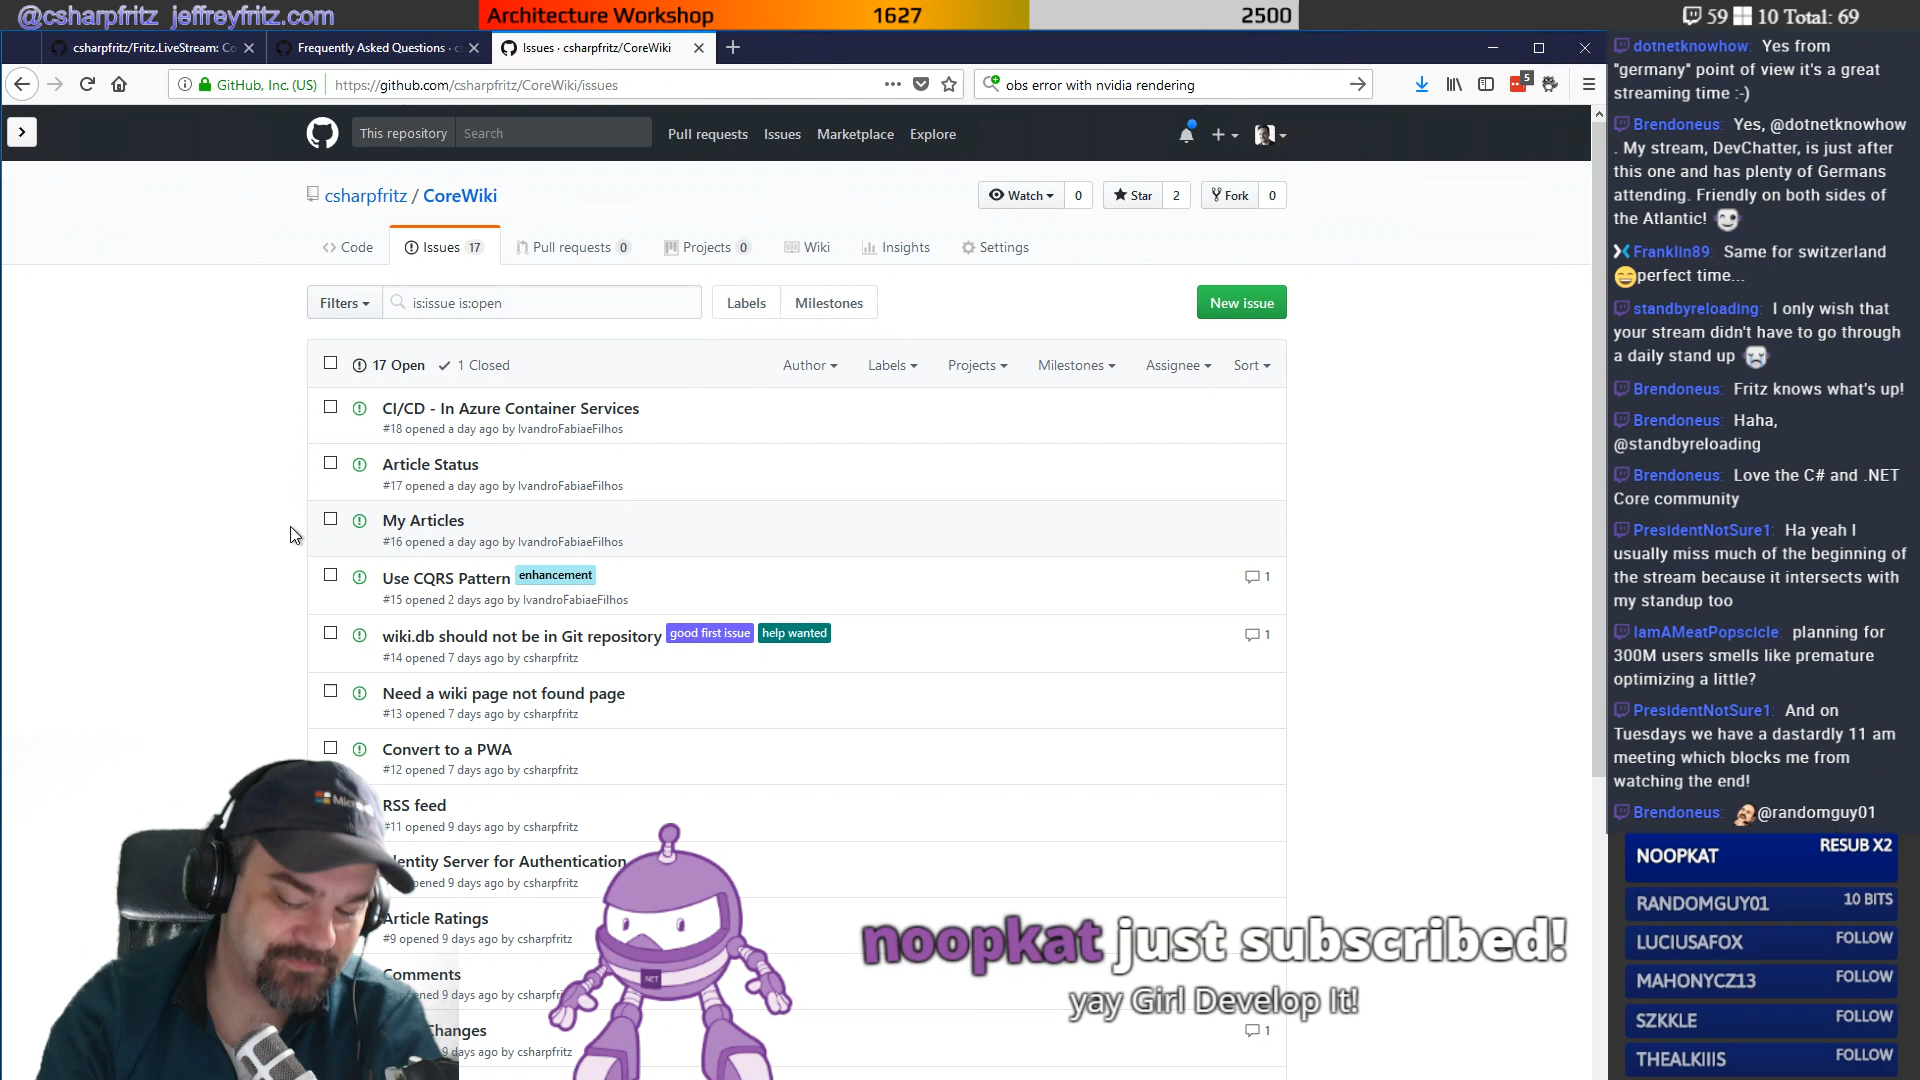 @csharpfritz jeffreyfritz.com
Architecture Workshop 1627 2500
59 10 Total: 69
csharpfritz/Fritz.LiveStream: Co
Frequently Asked Questions · cs
Issues · csharpfritz/CoreWiki
GitHub, Inc. (US) https://github.com/csharpfritz/CoreWiki/issues
obs error with nvidia rendering
5
This repository Search
Pull requests Issues Marketplace Explore
csharpfritz / CoreWiki
Watch 0 Star 2 Fork 0
Code Issues 17 Pull requests 0 Projects 0 Wiki Insights Settings
Filters is:issue is:open Labels Milestones New issue
17 Open 1 Closed Author Labels Projects Milestones Assignee Sort
CI/CD - In Azure Container Services
#18 opened a day ago by IvandroFabiaeFilhos
Article Status
#17 opened a day ago by IvandroFabiaeFilhos
My Articles
#16 opened a day ago by IvandroFabiaeFilhos
Use CQRS Pattern enhancement 1
#15 opened 2 days ago by IvandroFabiaeFilhos
wiki.db should not be in Git repository good first issue help wanted 1
#14 opened 7 days ago by csharpfritz
Need a wiki page not found page
#13 opened 7 days ago by csharpfritz
Convert to a PWA
#12 opened 7 days ago by csharpfritz
RSS feed
#11 opened 9 days ago by csharpfritz
entity Server for Authentication
opened 9 days ago by csharpfritz
Article Ratings
#9 opened 9 days ago by csharpfritz
Comments
ened 9 days ago by csharpfri
Changes 1
9 days ago by csharpfritz
.NET
noopkat just subscribed!
yay Girl Develop It!
dotnetknowhow: Yes from
"germany" point of view it's a great
streaming time :-)
Brendoneus: Yes, @dotnetknowhow
. My stream, DevChatter, is just after
this one and has plenty of Germans
attending. Friendly on both sides of
the Atlantic!
Franklin89: Same for switzerland
perfect time...
standbyreloading: I only wish that
your stream didn't have to go through
a daily stand up
Brendoneus: Fritz knows what's up!
Brendoneus: Haha,
@standbyreloading
Brendoneus: Love the C# and .NET
Core community
PresidentNotSure1: Ha yeah I
usually miss much of the beginning of
the stream because it intersects with
my standup too
IamAMeatPopscicle: planning for
300M users smells like premature
optimizing a little?
PresidentNotSure1: And on
Tuesdays we have a dastardly 11 am
meeting which blocks me from
watching the end!
Brendoneus: @randomguy01
NOOPKAT RESUB X2
RANDOMGUY01 10 BITS
LUCIUSAFOX FOLLOW
MAHONYCZ13 FOLLOW
SZKKLE FOLLOW
THEALKIIIS FOLLOW